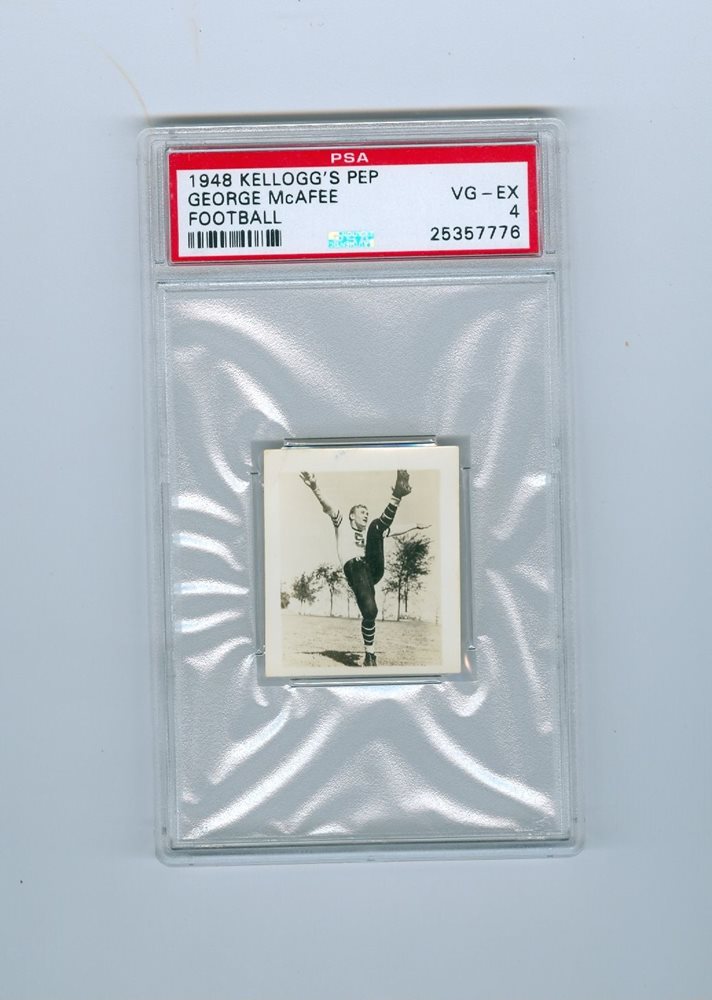 PSA
1948 KELLOGG'S PEP
GEORGE McAFEE VG-EX
FOOTBALL 4
25357776